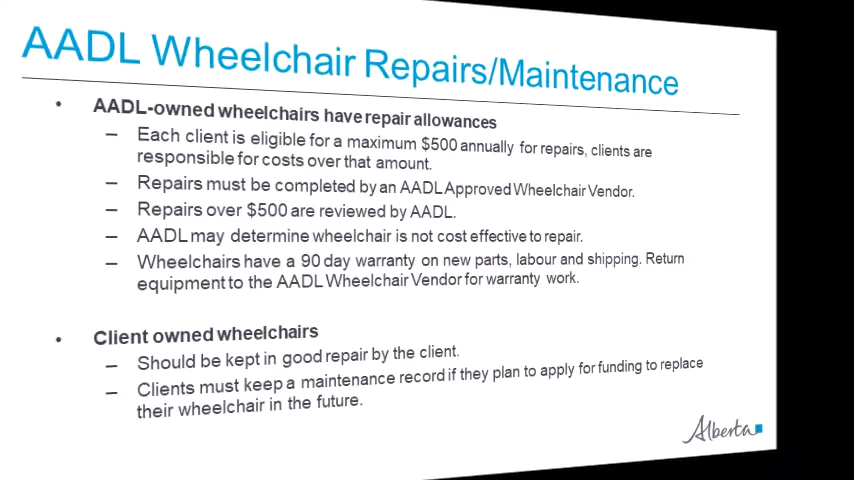 AADL Wheelchair Repairs/Maintenance
• AADL-owned wheelchairs have repair allowances
– Each client is eligible for a maximum $500 annually for repairs, clients are
responsible for costs over that amount.
– Repairs must be completed by an AADL Approved Wheelchair Vendor.
– Repairs over $500 are reviewed by AADL.
– AADL may determine wheelchair is not cost effective to repair.
– Wheelchairs have a 90 day warranty on new parts, labour and shipping. Return
equipment to the AADL Wheelchair Vendor for warranty work.
• Client owned wheelchairs
– Should be kept in good repair by the client.
– Clients must keep a maintenance record if they plan to apply for funding to replace
their wheelchair in the future.
Alberta